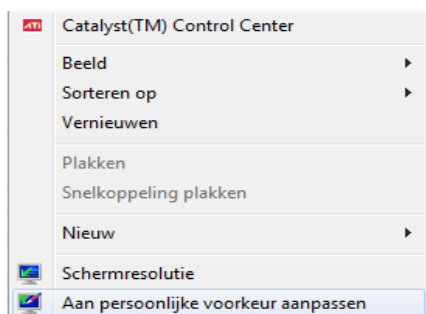 ATI Catalyst(TM) Control Center
Beeld
Sorteren op
Vernieuwen
Plakken
Snelkoppeling plakken
Nieuw
Schermresolutie
Aan persoonlijke voorkeur aanpassen